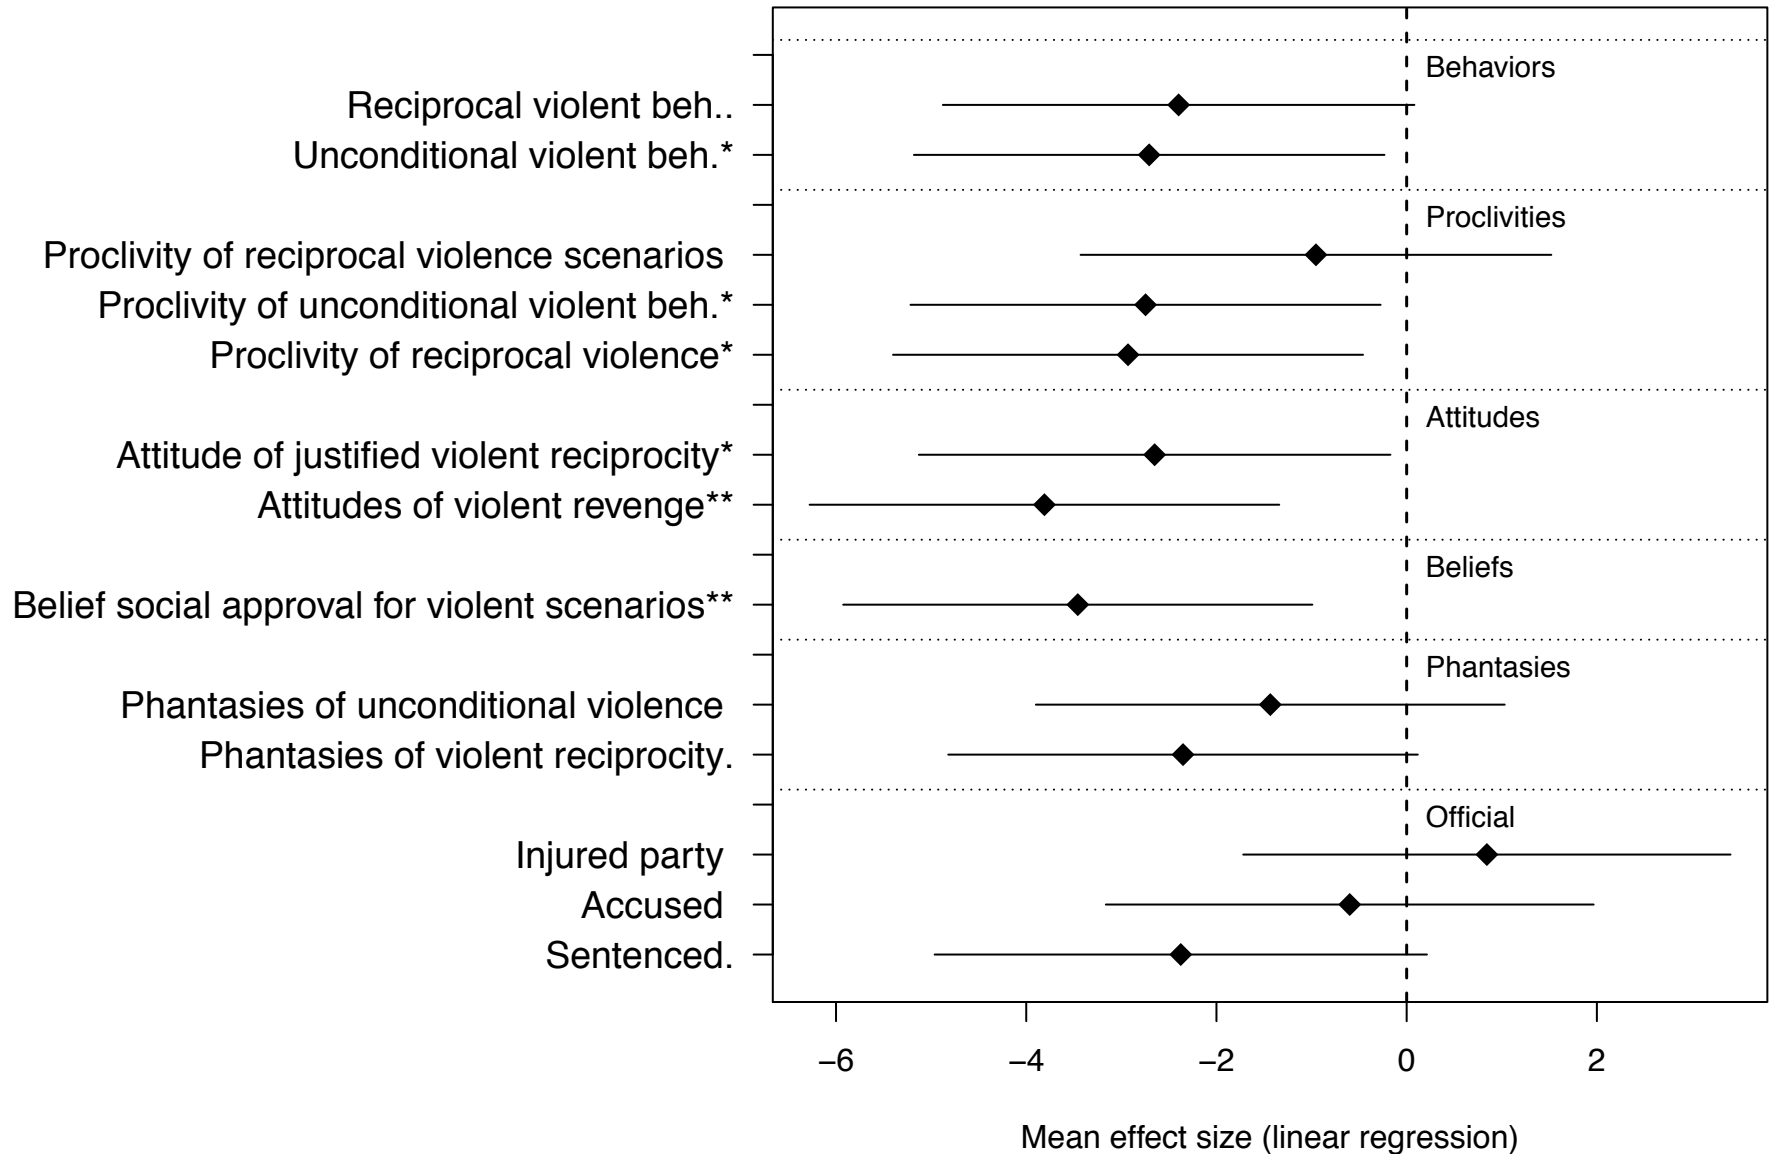 Behaviors
Reciprocal violent beh..
Unconditional violent beh.*
Proclivities
Proclivity of reciprocal violence scenarios
Proclivity of unconditional violent beh.*
Proclivity of reciprocal violence*
Attitudes
Attitude of justified violent reciprocity*
Attitudes of violent revenge**
Beliefs
Belief social approval for violent scenarios**
Phantasies
Phantasies of unconditional violence
Phantasies of violent reciprocity.
Official
Injured party
Accused
Sentenced.
−6 −4 −2 0 2
Mean effect size (linear regression)